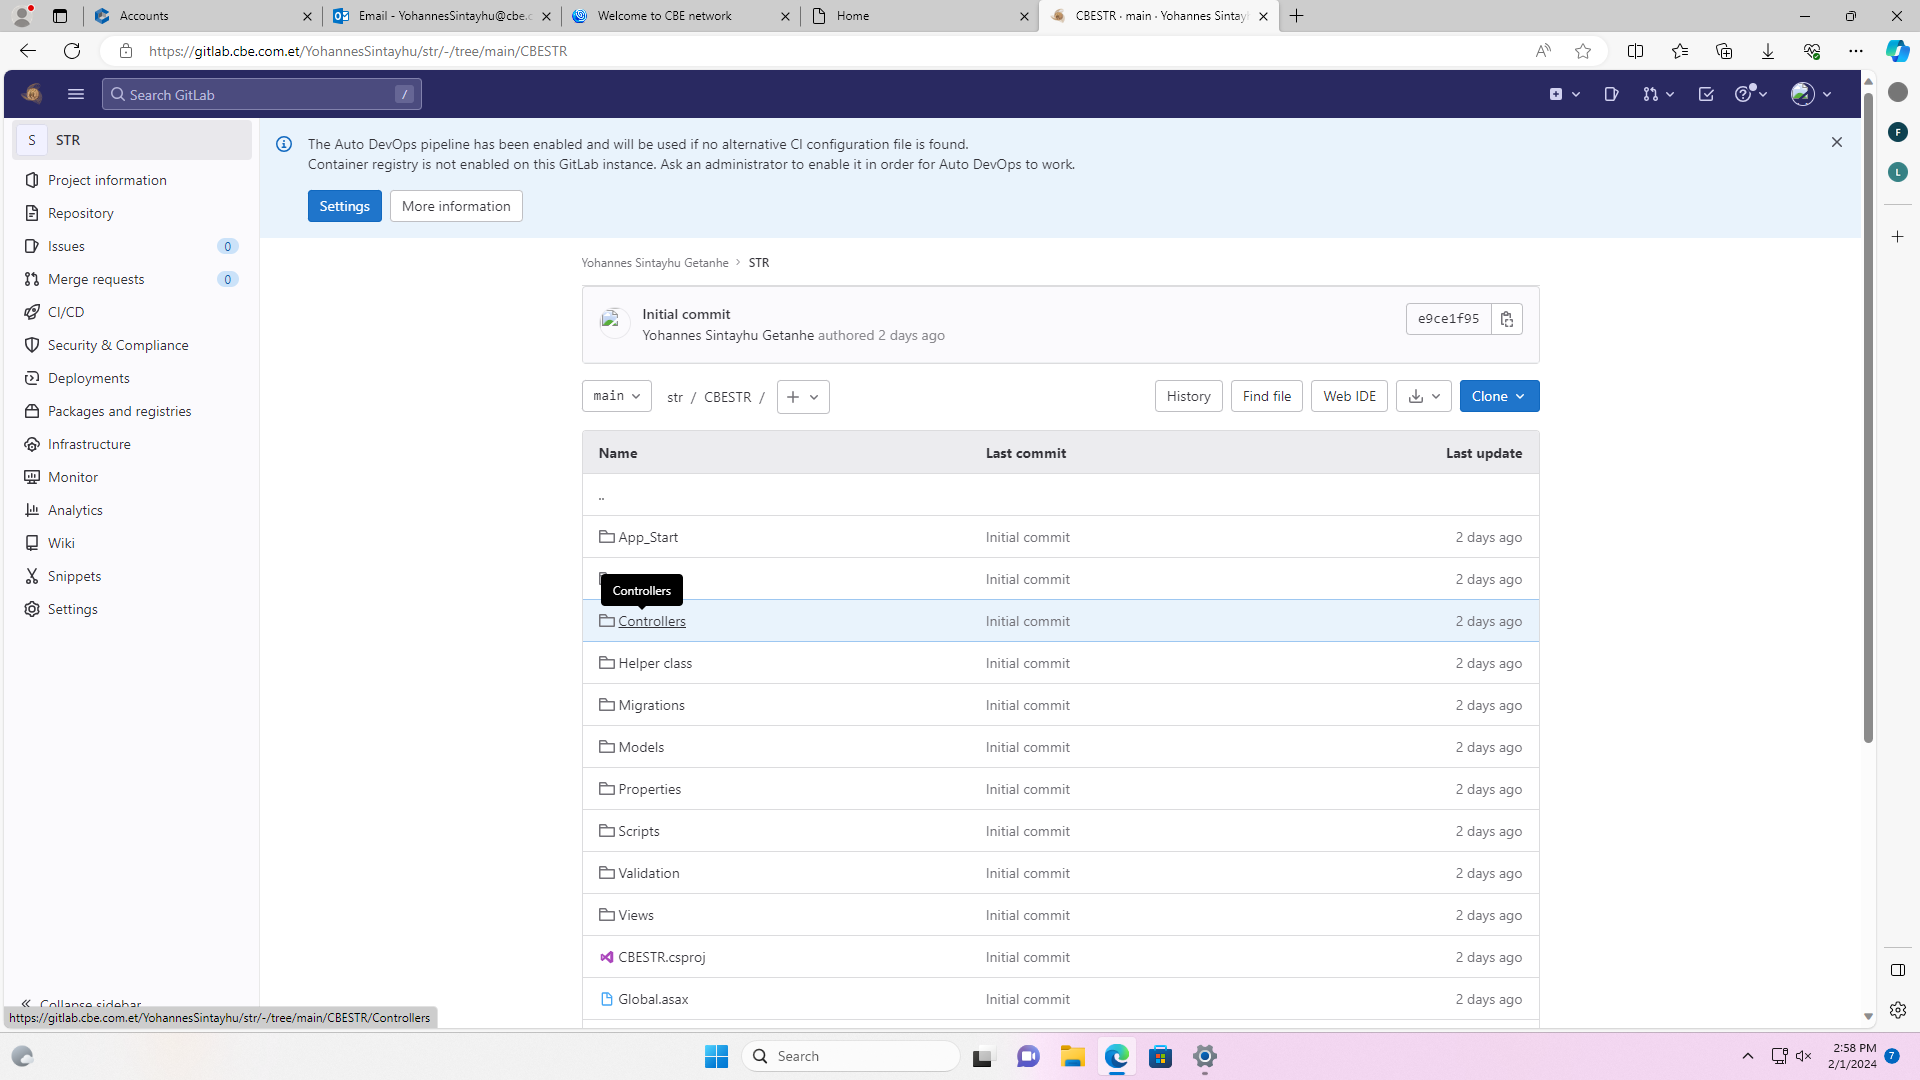 Accounts
Email - YohannesSintayhu@cbe.c
Welcome to CBE network
Home
CBESTR · main · Yohannes Sintay
https://gitlab.cbe.com.et/YohannesSintayhu/str/-/tree/main/CBESTR
Search GitLab
/
S
STR
Project information
Repository
Issues
0
Merge requests
0
CI/CD
Security & Compliance
Deployments
Packages and registries
Infrastructure
Monitor
Analytics
Wiki
Snippets
Settings
Collapse sidebar
The Auto DevOps pipeline has been enabled and will be used if no alternative CI configuration file is found.
Container registry is not enabled on this GitLab instance. Ask an administrator to enable it in order for Auto DevOps to work.
Settings
More information
Yohannes Sintayhu Getanhe > STR
Initial commit
e9ce1f95
Yohannes Sintayhu Getanhe authored 2 days ago
main
str / CBESTR /
+
History
Find file
Web IDE
Clone
Name Last commit Last update
..
App_Start Initial commit 2 days ago
Initial commit 2 days ago
Controllers
Controllers Initial commit 2 days ago
Helper class Initial commit 2 days ago
Migrations Initial commit 2 days ago
Models Initial commit 2 days ago
Properties Initial commit 2 days ago
Scripts Initial commit 2 days ago
Validation Initial commit 2 days ago
Views Initial commit 2 days ago
CBESTR.csproj Initial commit 2 days ago
Global.asax Initial commit 2 days ago
F
L
https://gitlab.cbe.com.et/YohannesSintayhu/str/-/tree/main/CBESTR/Controllers
Search
2:58 PM
2/1/2024
7